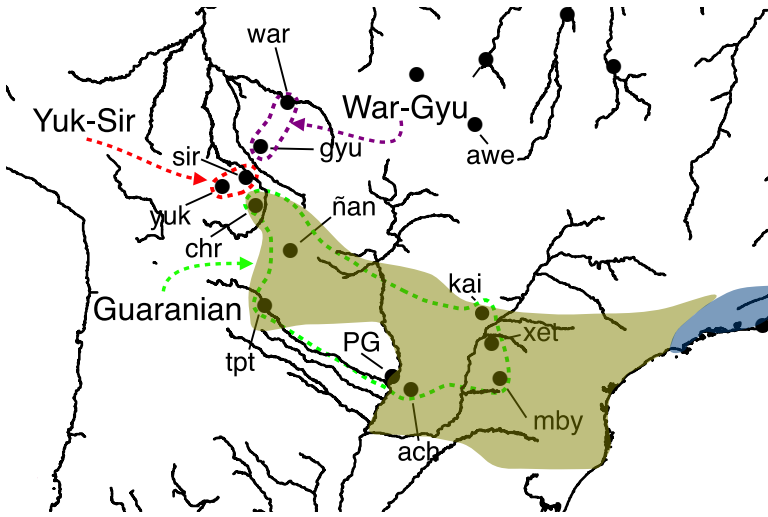 war
War-Gyu
Yuk-Sir
gyu
awe
sir
yuk
ñan
chr
kai
Guaranian
xet
PG
tpt
mby
ach